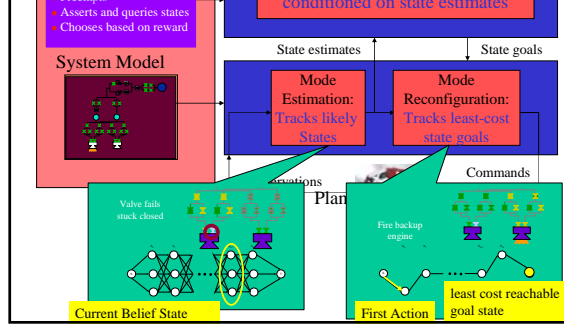 conditioned on state estimates
Asserts and queries states
Chooses based on reward
State estimates
State goals
System Model
Mode
Estimation:
Tracks likely
States
Mode
Reconfiguration:
Tracks least-cost
state goals
Commands
Plan
Valve fails
stuck closed
Fire backup
engine
Current Belief State
First Action
least cost reachable
goal state